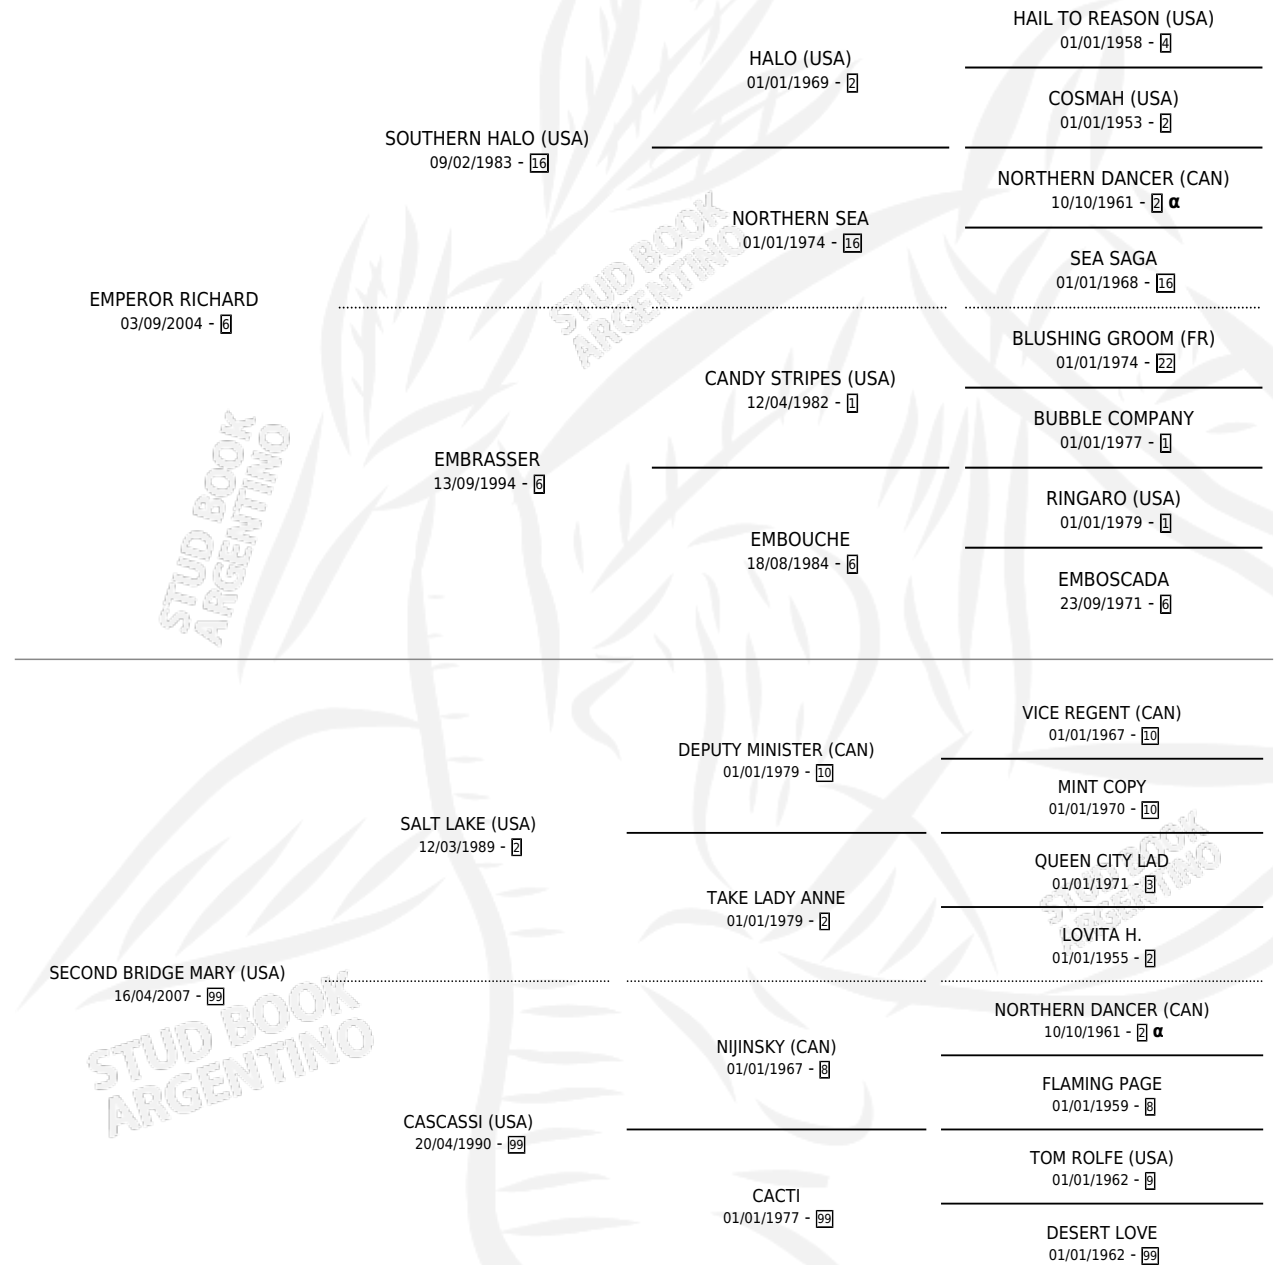 HAIL TO REASON (USA)
01/01/1958 - 4
HALO (USA)
01/01/1969 - 2
COSMAH (USA)
01/01/1953 - 2
SOUTHERN HALO (USA)
09/02/1983 - 16
NORTHERN DANCER (CAN)
10/10/1961 - 2 α
NORTHERN SEA
01/01/1974 - 16
SEA SAGA
01/01/1968 - 16
EMPEROR RICHARD
03/09/2004 - 6
BLUSHING GROOM (FR)
01/01/1974 - 22
CANDY STRIPES (USA)
12/04/1982 - 1
BUBBLE COMPANY
01/01/1977 - 1
EMBRASSER
13/09/1994 - 6
RINGARO (USA)
01/01/1979 - 1
EMBOUCHE
18/08/1984 - 6
EMBOSCADA
23/09/1971 - 6
VICE REGENT (CAN)
01/01/1967 - 10
DEPUTY MINISTER (CAN)
01/01/1979 - 10
MINT COPY
01/01/1970 - 10
SALT LAKE (USA)
12/03/1989 - 2
QUEEN CITY LAD
01/01/1971 - 3
TAKE LADY ANNE
01/01/1979 - 2
LOVITA H.
01/01/1955 - 2
SECOND BRIDGE MARY (USA)
16/04/2007 - 99
NORTHERN DANCER (CAN)
10/10/1961 - 2 α
NIJINSKY (CAN)
01/01/1967 - 8
FLAMING PAGE
01/01/1959 - 8
CASCASSI (USA)
20/04/1990 - 99
TOM ROLFE (USA)
01/01/1962 - 9
CACTI
01/01/1977 - 99
DESERT LOVE
01/01/1962 - 99
STUD BOOK
ARGENTINO
STUD BOOK
ARGENTINO
STUD BOOK
ARGENTINO
STUD BOOK
ARGENTINO